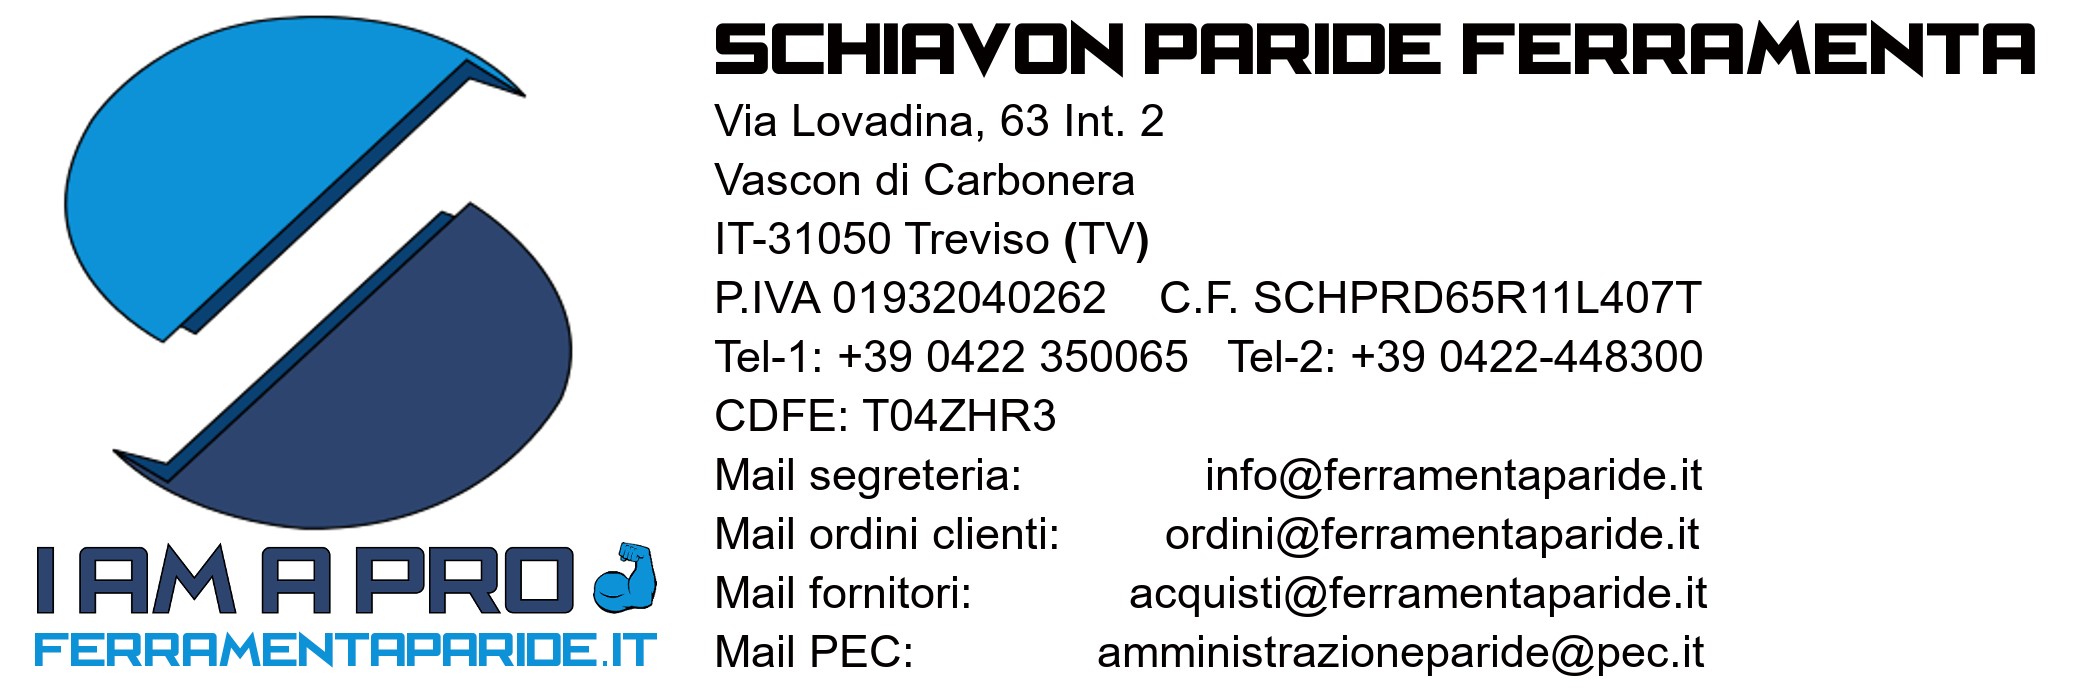 SCHIAVON PARIDE FERRAMENTA
Via Lovadina, 63 Int. 2
Vascon di Carbonera
IT-31050 Treviso (TV)
P.IVA 01932040262 C.F. SCHPRD65R11L407T
Tel-1: +39 0422 350065 Tel-2: +39 0422-448300
CDFE: T04ZHR3
Mail segreteria: info@ferramentaparide.it
Mail ordini clienti: ordini@ferramentaparide.it
Mail fornitori: acquisti@ferramentaparide.it
Mail PEC: amministrazioneparide@pec.it
I AM A PRO
FERRAMENTAPARIDE.IT